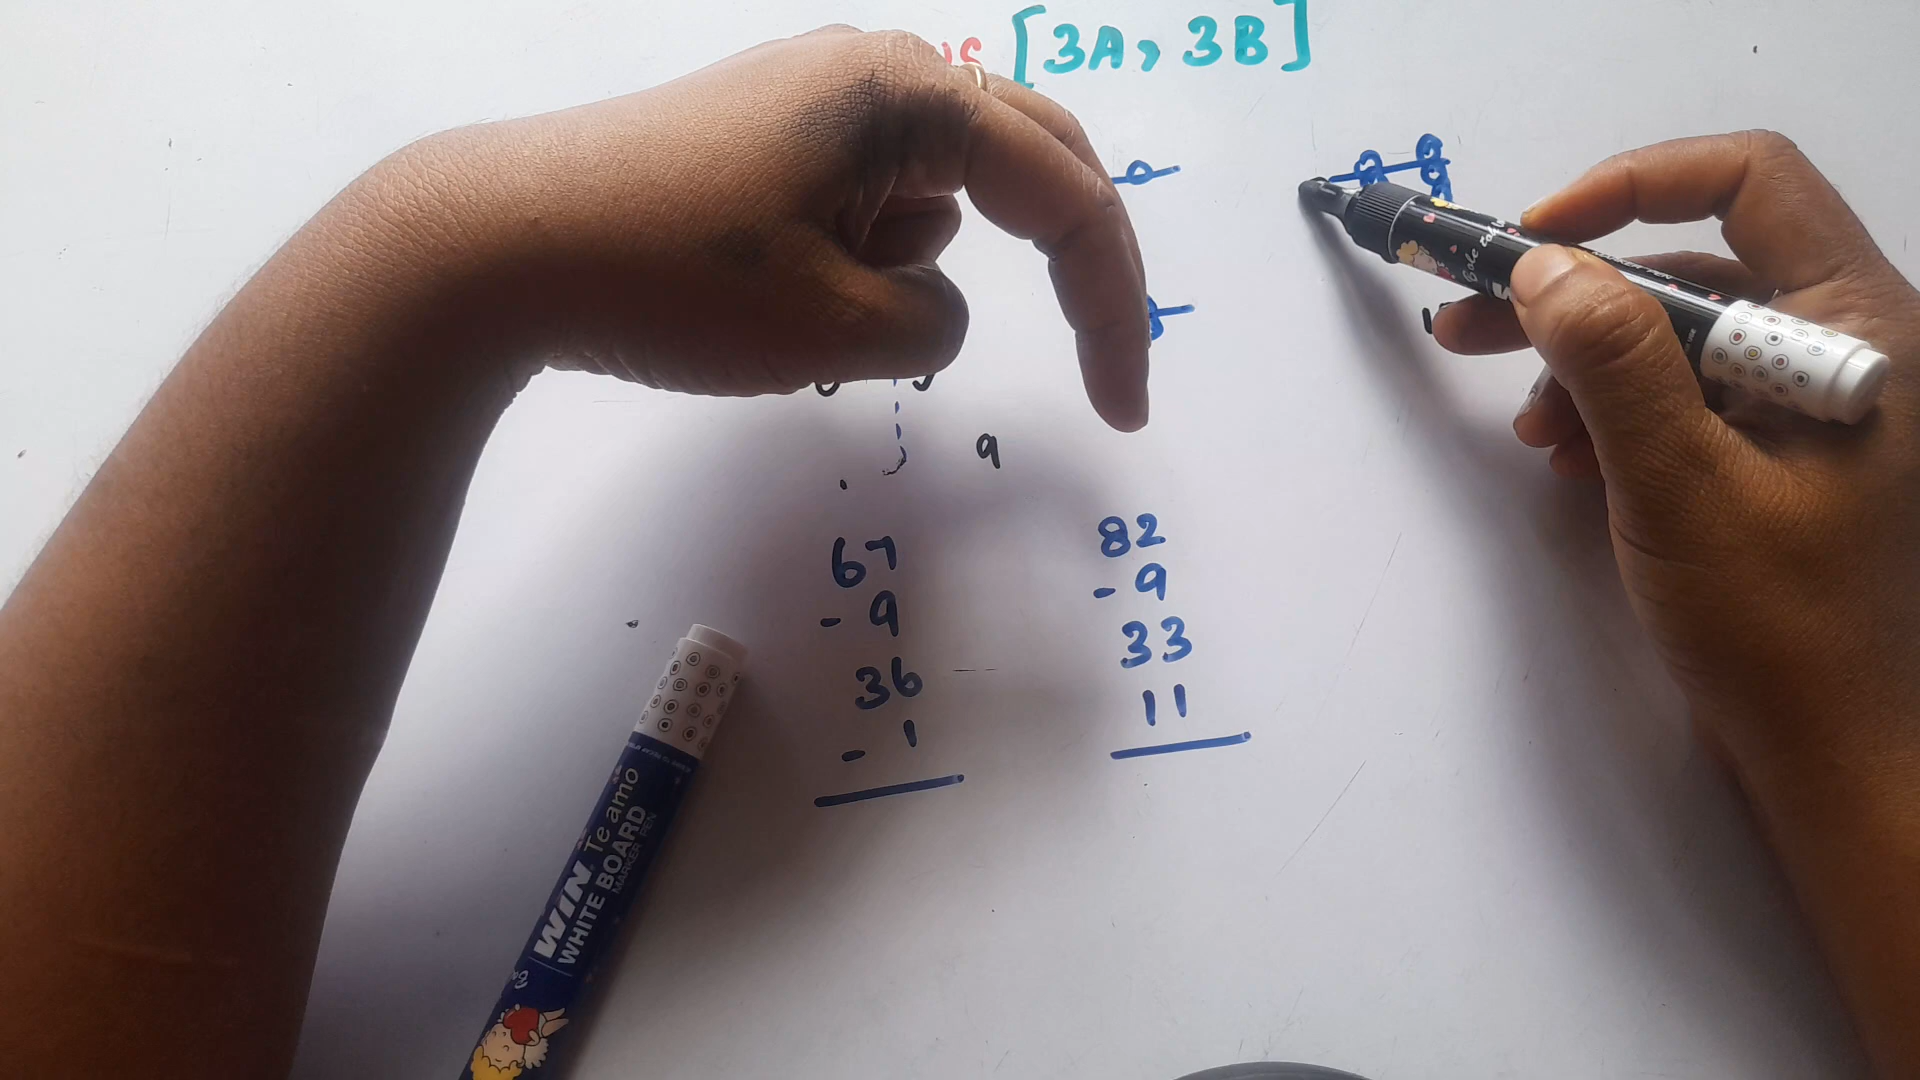 [3A, 3B]
9
67
- 9
36
- 1
82
- 9
33
11
WIN Te amo
WHITE BOARD
MARKER PEN